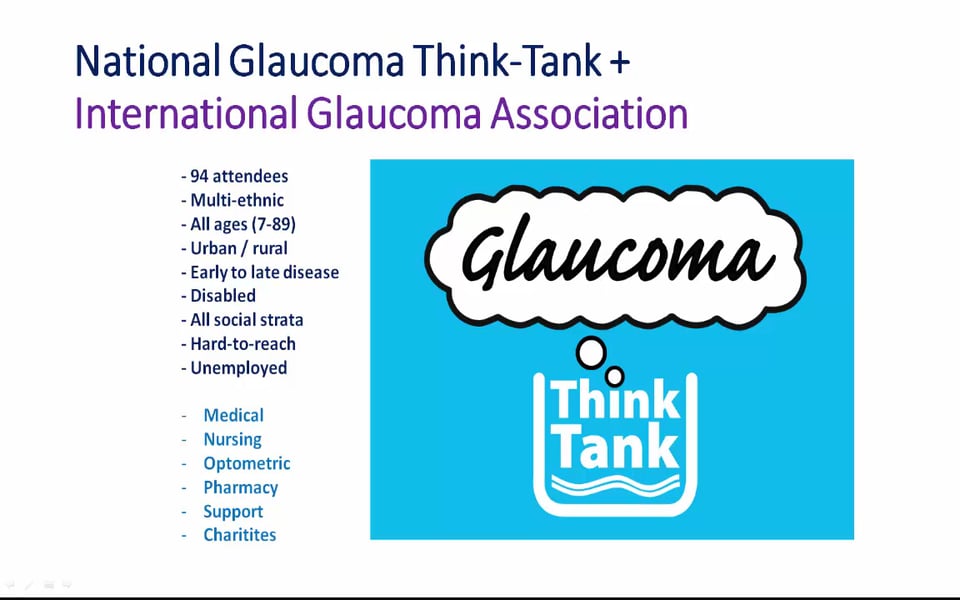 National Glaucoma Think-Tank +
International Glaucoma Association
- 94 attendees
- Multi-ethnic
- All ages (7-89)
- Urban / rural
- Early to late disease
- Disabled
- All social strata
- Hard-to-reach
- Unemployed
- Medical
- Nursing
- Optometric
- Pharmacy
- Support
- Charitites
Glaucoma
Think
Tank